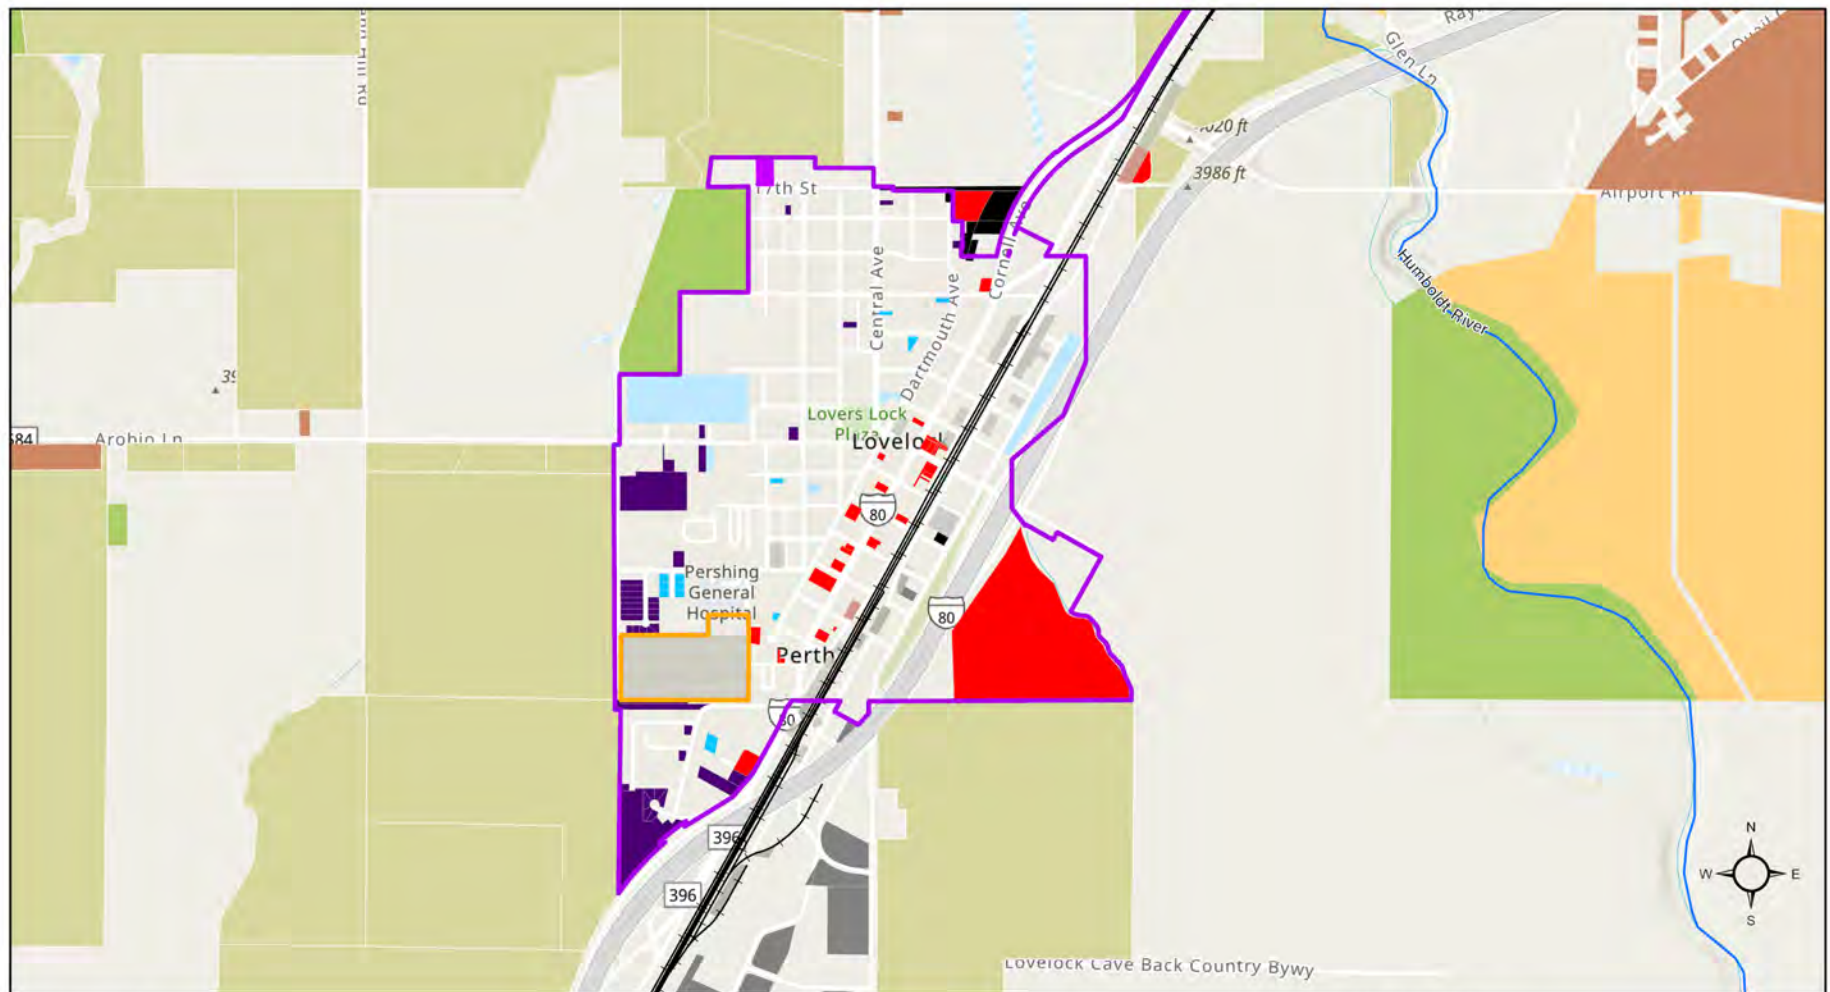 Glen Ln
3986 ft
17th St
Airport Rd
Cornell Ave
Central Ave
Dartmouth Ave
Humboldt River
Lovers Lock
Plaza
Lovelock
Arobio Ln
80
Pershing
General
Hospital
80
Perth
80
396
396
N
W
E
S
Lovelock Cave Back Country Bywy